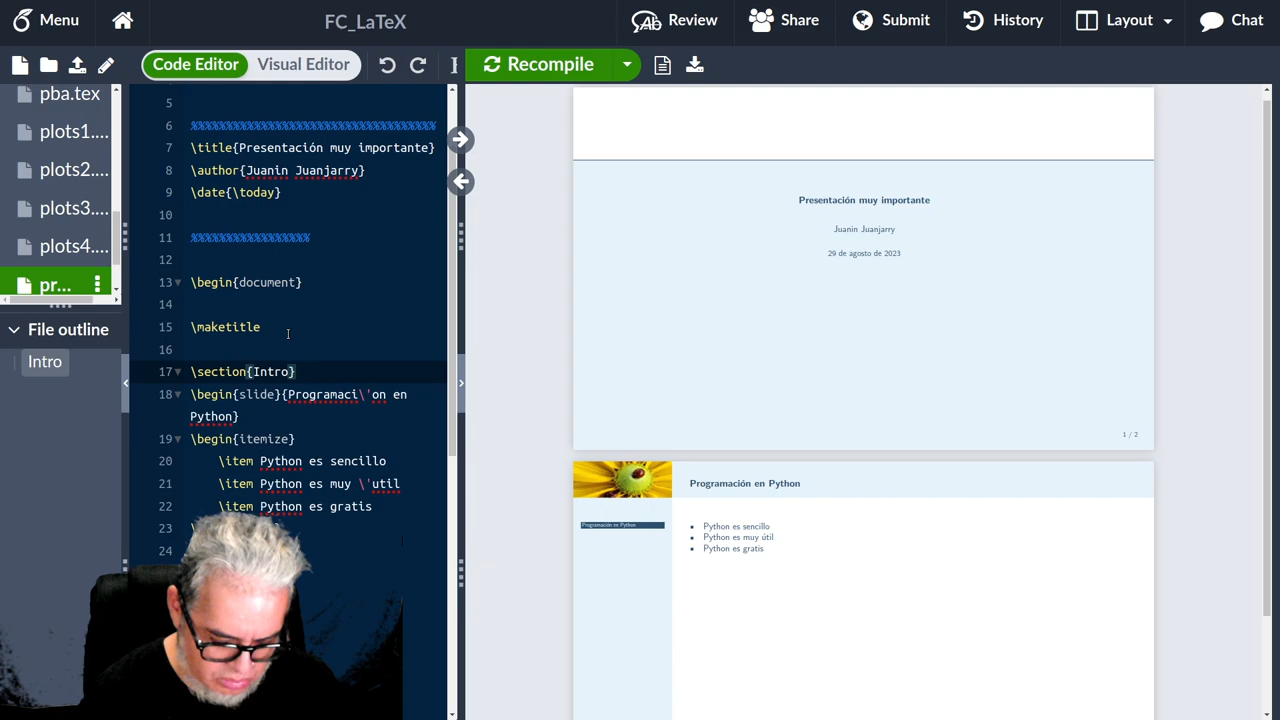 Menu
FC_LaTeX
Review
Share
Submit
History
Layout
Chat
Code Editor
Visual Editor
Recompile
pba.tex
plots1....
plots2....
plots3....
plots4....
pr...
File outline
Intro
5
6 %%%%%%%%%%%%%%%%%%%%%%%%%%%%%%%%%%%
7 \title{Presentación muy importante}
8 \author{Juanin Juanjarry}
9 \date{\today}
10
11 %%%%%%%%%%%%%%%%%
12
13 \begin{document}
14
15 \maketitle
16
17 \section{Intro}
18 \begin{slide}{Programaci\'on en
Python}
19 \begin{itemize}
20 \item Python es sencillo
21 \item Python es muy \'util
22 \item Python es gratis
23
24
Presentación muy importante
Juanin Juanjarry
29 de agosto de 2023
1 / 2
Programación en Python
Programación en Python
Python es sencillo
Python es muy útil
Python es gratis